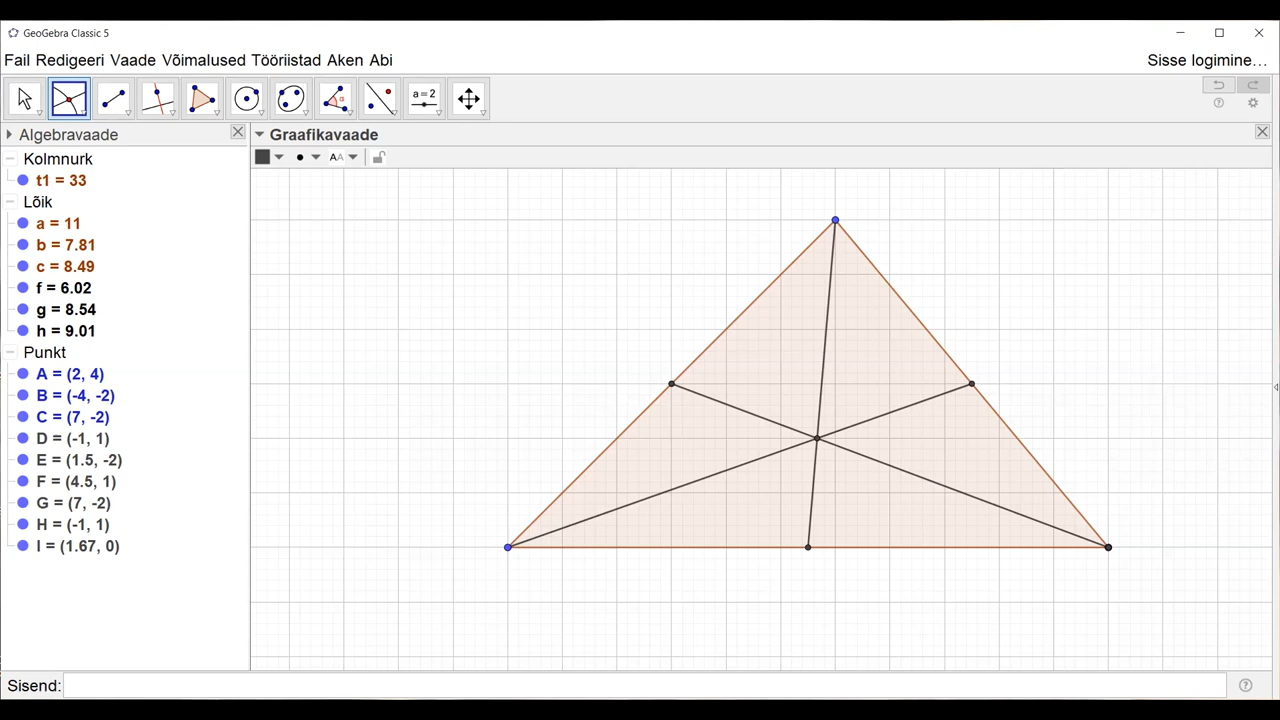 GeoGebra Classic 5
Fail Redigeeri Vaade Võimalused Tööriistad Aken Abi
Sisse logimine…
α
a = 2
Algebravaade
Graafikavaade
AA
Kolmnurk
t1 = 33
Lõik
a = 11
b = 7.81
c = 8.49
f = 6.02
g = 8.54
h = 9.01
Punkt
A = (2, 4)
B = (-4, -2)
C = (7, -2)
D = (-1, 1)
E = (1.5, -2)
F = (4.5, 1)
G = (7, -2)
H = (-1, 1)
I = (1.67, 0)
Sisend: